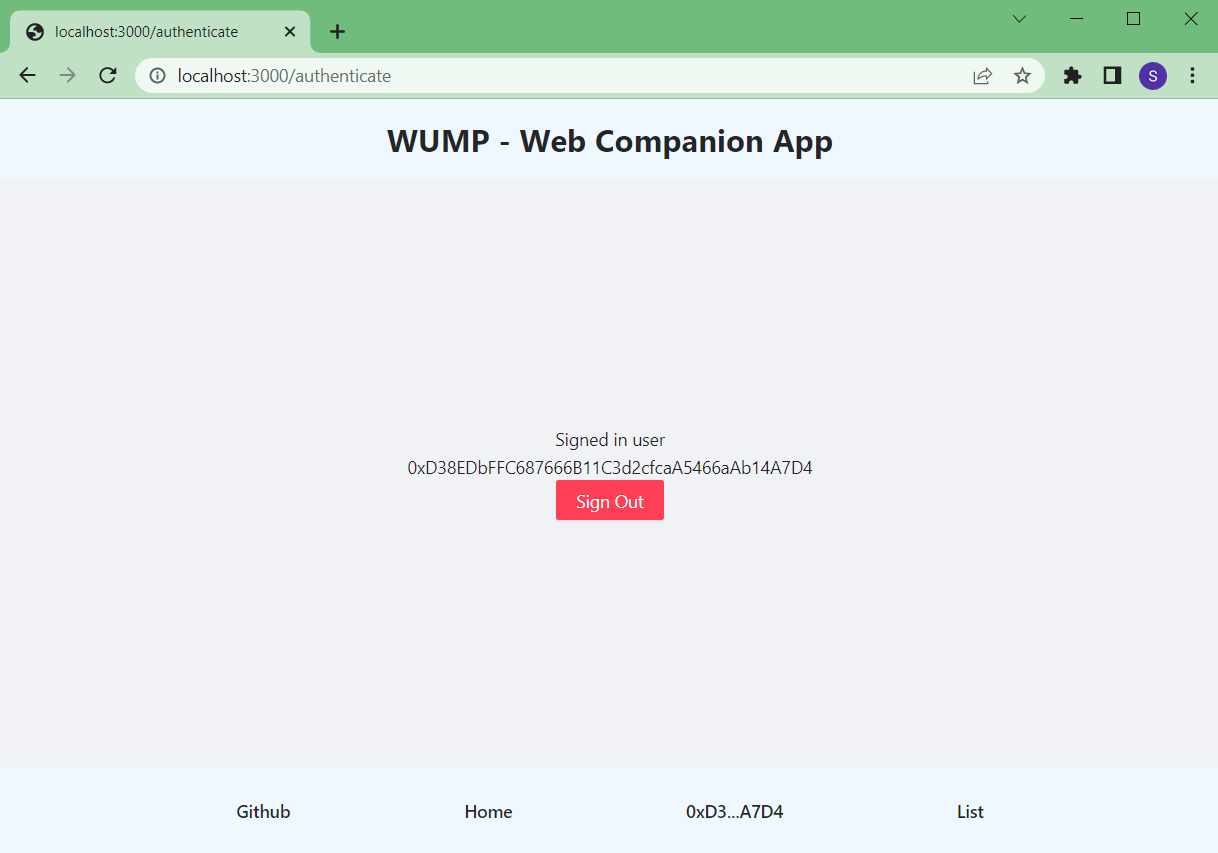 localhost:3000/authenticate
localhost:3000/authenticate
S
WUMP - Web Companion App
Signed in user
0xD38EDbFFC687666B11C3d2cfcaA5466aAb14A7D4
Sign Out
Github Home 0xD3...A7D4 List